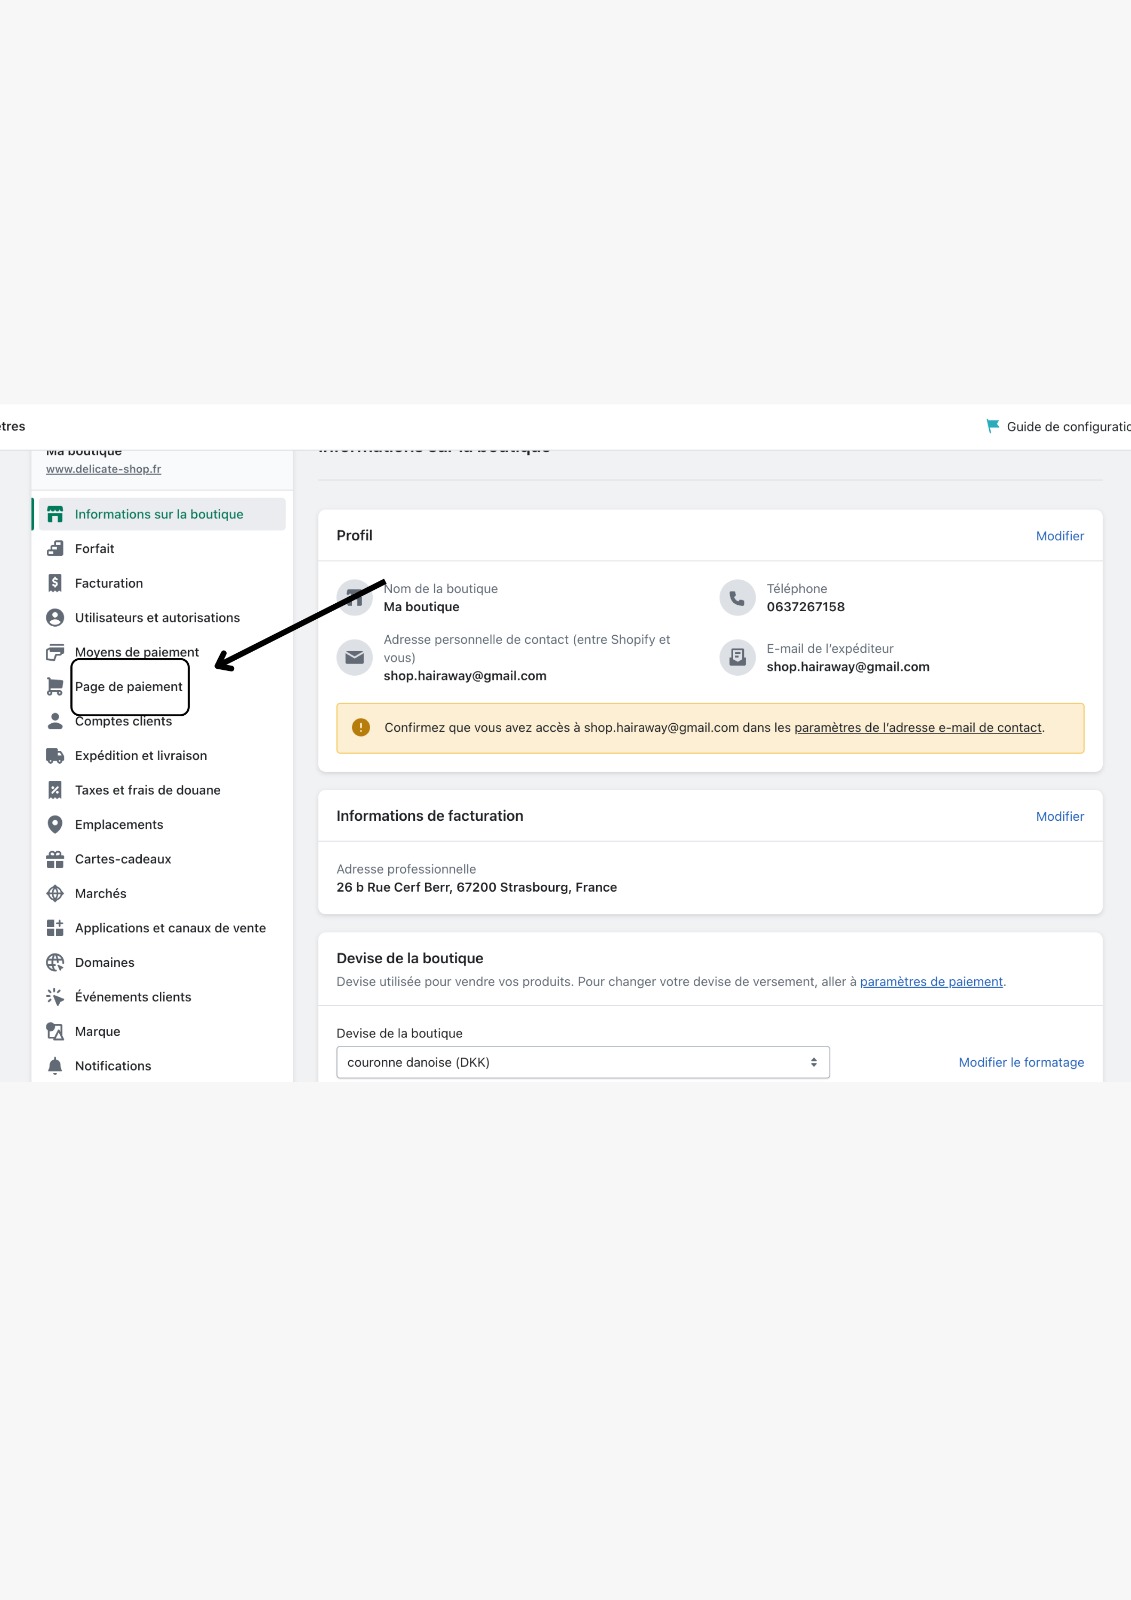 tres
Guide de configuratio
Ma boutique
www.delicate-shop.fr
Informations sur la boutique
Informations sur la boutique
Forfait
Facturation
Utilisateurs et autorisations
Moyens de paiement
Page de paiement
Comptes clients
Expédition et livraison
Taxes et frais de douane
Emplacements
Cartes-cadeaux
Marchés
Applications et canaux de vente
Domaines
Événements clients
Marque
Notifications
Profil
Modifier
Nom de la boutique
Ma boutique
Téléphone
0637267158
Adresse personnelle de contact (entre Shopify et
vous)
shop.hairaway@gmail.com
E-mail de l’expéditeur
shop.hairaway@gmail.com
Confirmez que vous avez accès à shop.hairaway@gmail.com dans les paramètres de l’adresse e-mail de contact.
Informations de facturation
Modifier
Adresse professionnelle
26 b Rue Cerf Berr, 67200 Strasbourg, France
Devise de la boutique
Devise utilisée pour vendre vos produits. Pour changer votre devise de versement, aller à paramètres de paiement.
Devise de la boutique
couronne danoise (DKK)
Modifier le formatage